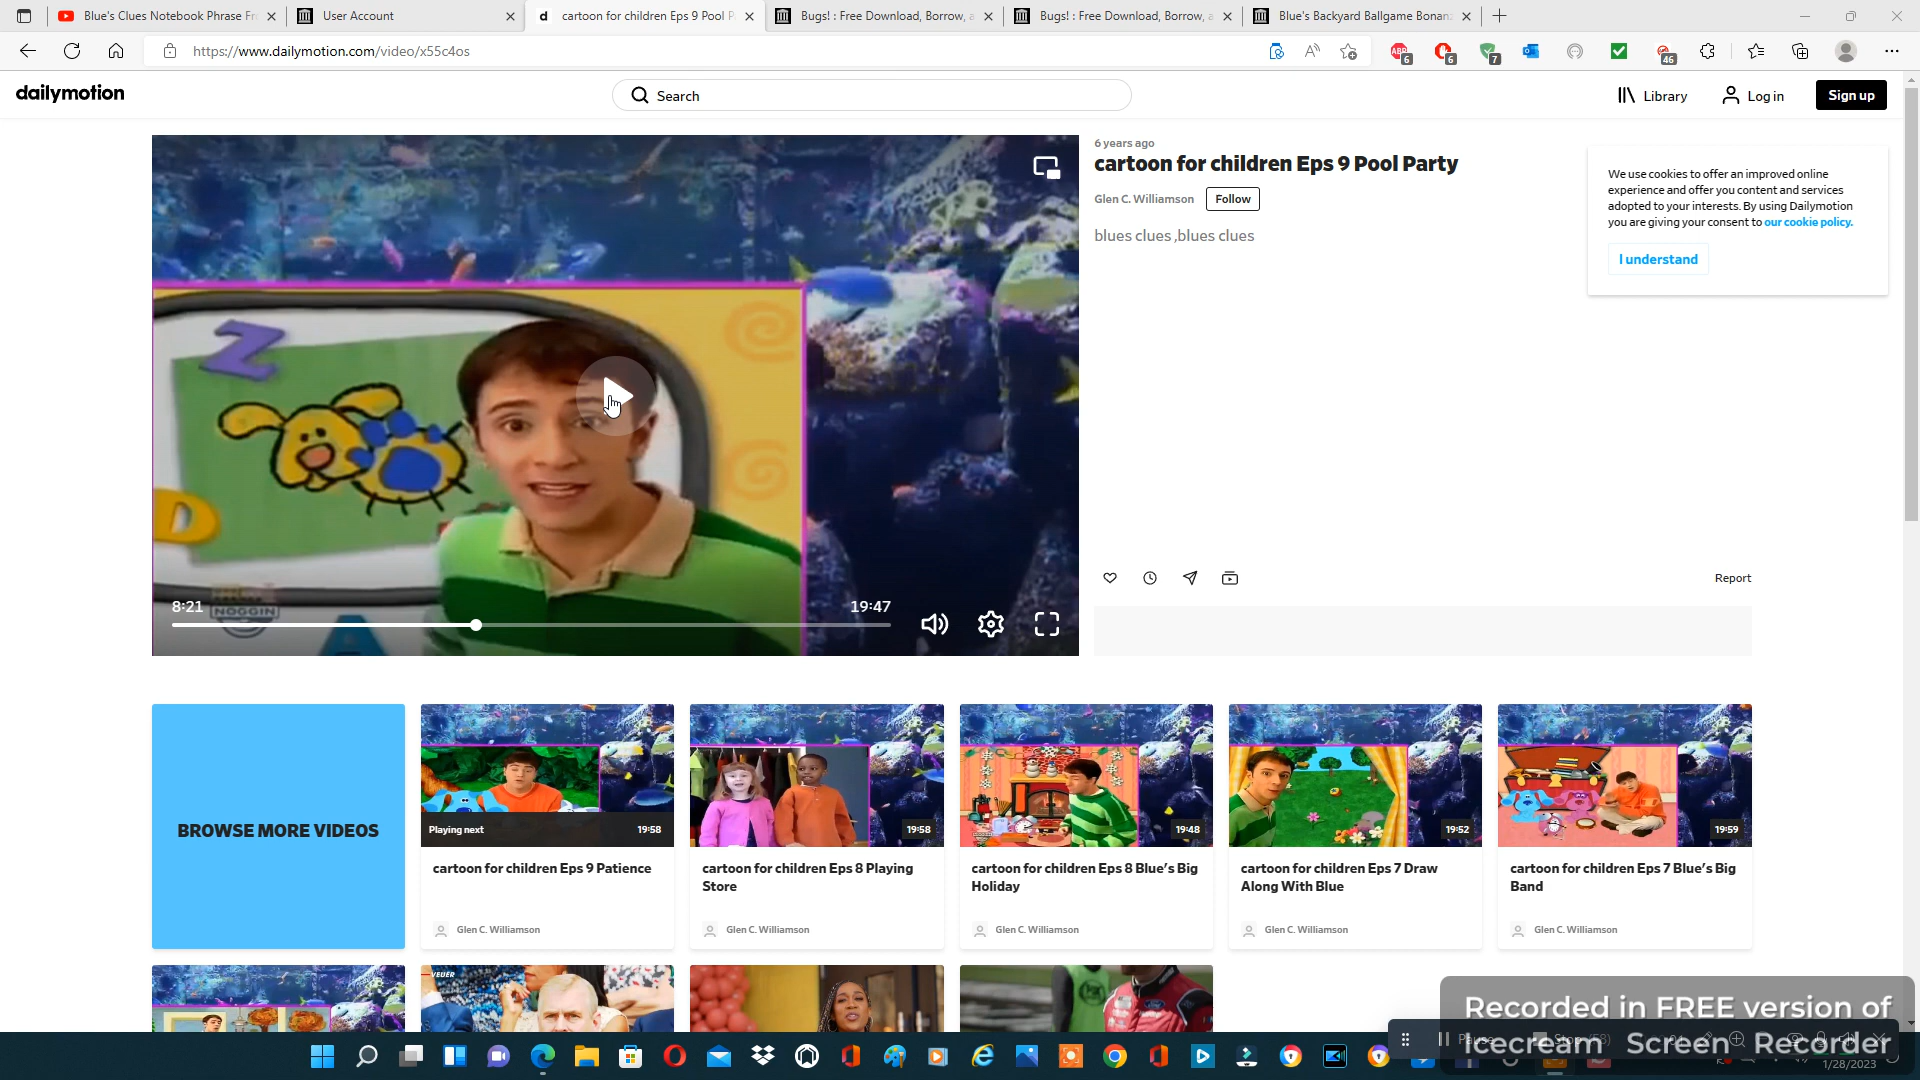 Blue's Clues Notebook Phrase Fr
User Account
cartoon for children Eps 9 Pool P
Bugs! : Free Download, Borrow, a
Bugs! : Free Download, Borrow, a
Blue's Backyard Ballgame Bonan
https://www.dailymotion.com/video/x55c4os
ABP
6
6
7
46
dailymotion
Search
Library
Log in
Sign up
6 years ago
cartoon for children Eps 9 Pool Party
Glen C. Williamson
Follow
blues clues ,blues clues
We use cookies to offer an improved online
experience and offer you content and services
adopted to your interests. By using Dailymotion
you are giving your consent to our cookie policy.
I understand
Z
D
NOGGIN
8:21
19:47
Report
BROWSE MORE VIDEOS
Playing next
19:58
cartoon for children Eps 9 Patience
Glen C. Williamson
19:58
cartoon for children Eps 8 Playing
Store
Glen C. Williamson
19:48
cartoon for children Eps 8 Blue's Big
Holiday
Glen C. Williamson
19:52
cartoon for children Eps 7 Draw
Along With Blue
Glen C. Williamson
19:59
cartoon for children Eps 7 Blue's Big
Band
Glen C. Williamson
Recorded in FREE version of
Icecream Screen Recorder
1/28/2023